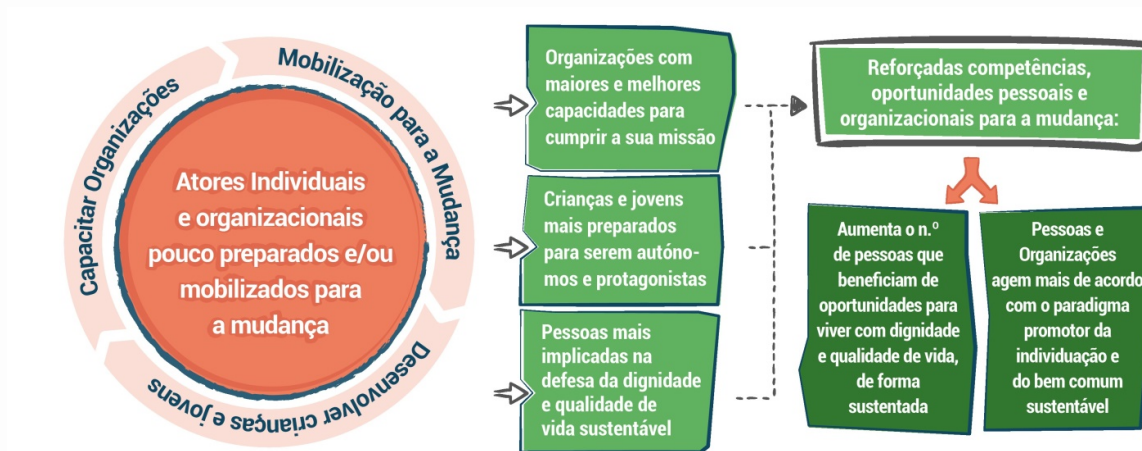 Capacitar Organizações
Mobilização para a Mudança
Desenvolver crianças e jovens
Atores Individuais
e organizacionais
pouco preparados e/ou
mobilizados para
a mudança
Organizações com
maiores e melhores
capacidades para
cumprir a sua missão
Crianças e jovens
mais preparados
para serem autóno-
mos e protagonistas
Pessoas mais
implicadas na
defesa da dignidade
e qualidade de
vida sustentável
Reforçadas competências,
oportunidades pessoais e
organizacionais para a mudança:
Aumenta o n.º
de pessoas que
beneficiam de
oportunidades para
viver com dignidade
e qualidade de vida,
de forma
sustentada
Pessoas e
Organizações
agem mais de acordo
com o paradigma
promotor da
individuação e
do bem comum
sustentável